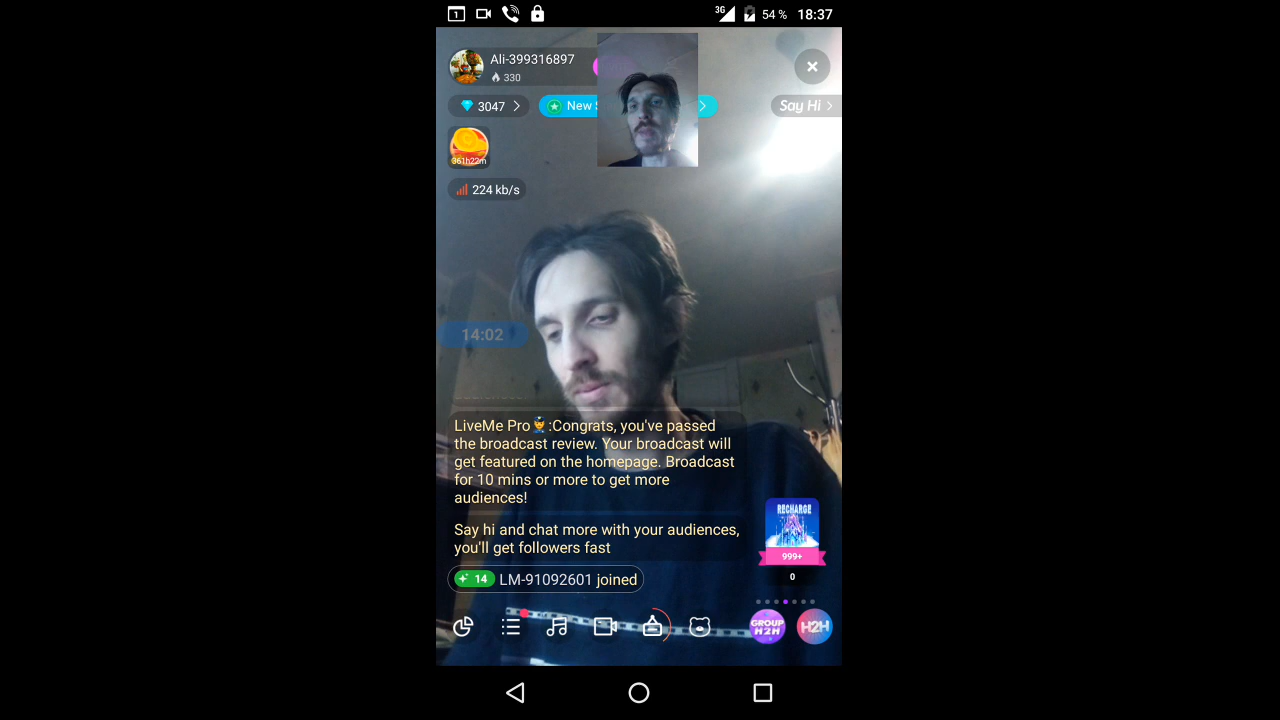 1
3G
54 %
18:37
Ali-399316897
330
3047
New
Say Hi
361h22m
224 kb/s
14:02
LiveMe Pro👮:Congrats, you've passed
the broadcast review. Your broadcast will
get featured on the homepage. Broadcast
for 10 mins or more to get more
audiences!
Say hi and chat more with your audiences,
you'll get followers fast
RECHARGE
999+
0
14 LM-91092601 joined
GROUP
H2H
H2H